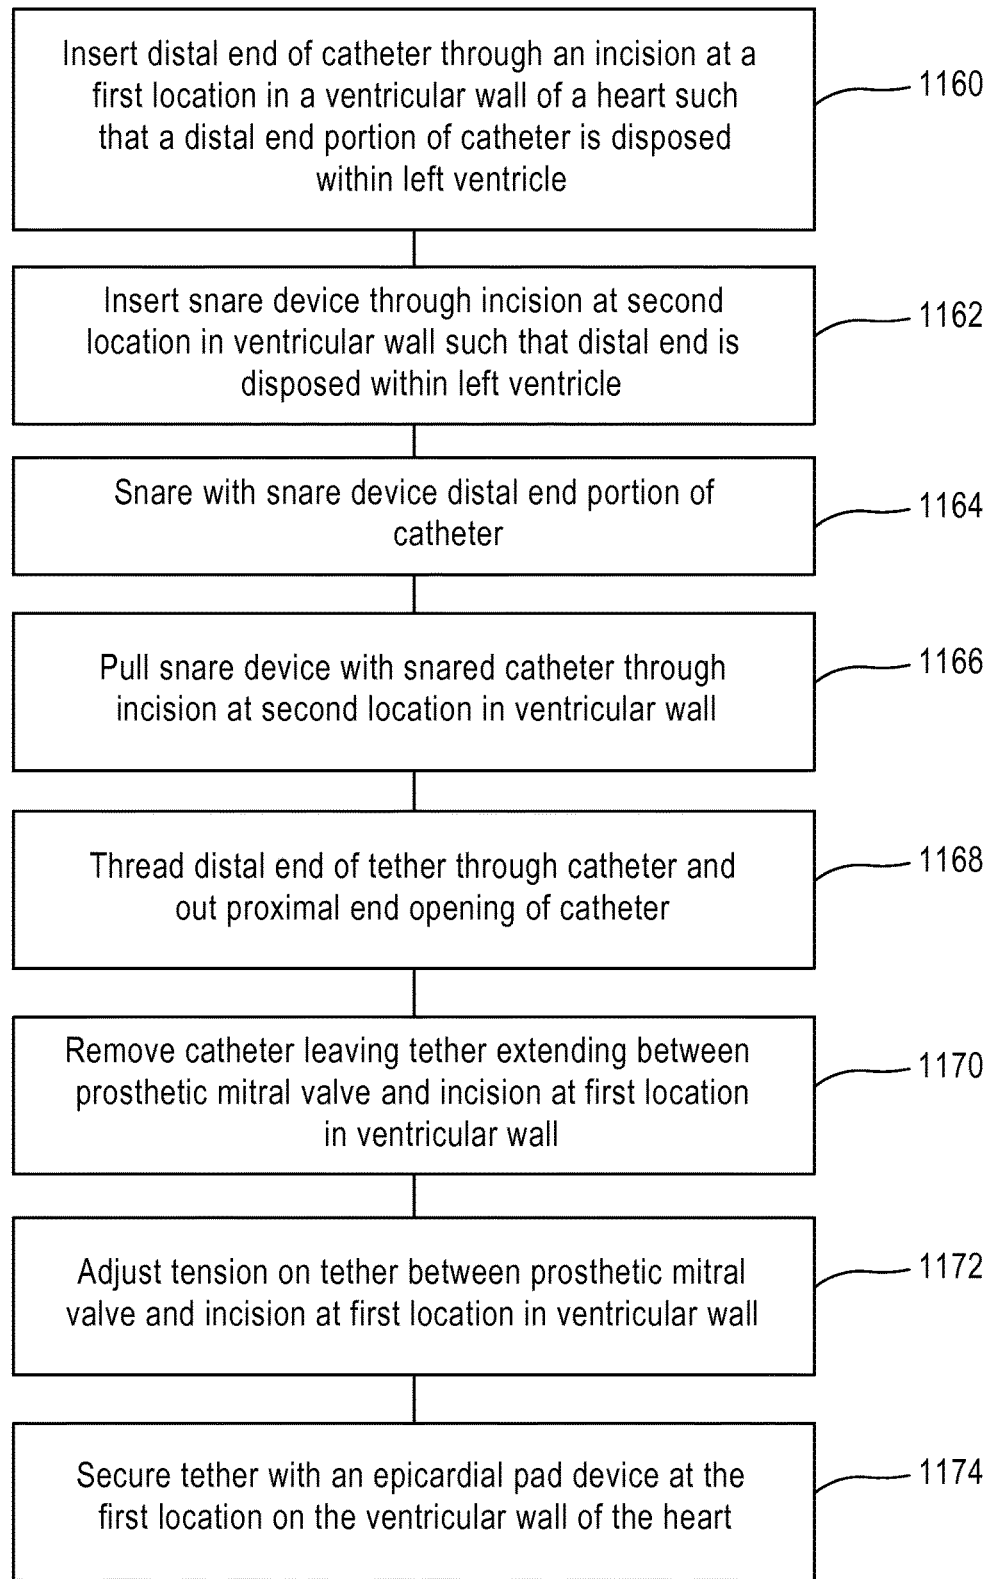 Insert distal end of catheter through an incision at a
first location in a ventricular wall of a heart such
that a distal end portion of catheter is disposed
within left ventricle
1160
Insert snare device through incision at second
location in ventricular wall such that distal end is
disposed within left ventricle
1162
Snare with snare device distal end portion of
catheter
1164
Pull snare device with snared catheter through
incision at second location in ventricular wall
1166
Thread distal end of tether through catheter and
out proximal end opening of catheter
1168
Remove catheter leaving tether extending between
prosthetic mitral valve and incision at first location
in ventricular wall
1170
Adjust tension on tether between prosthetic mitral
valve and incision at first location in ventricular wall
1172
Secure tether with an epicardial pad device at the
first location on the ventricular wall of the heart
1174